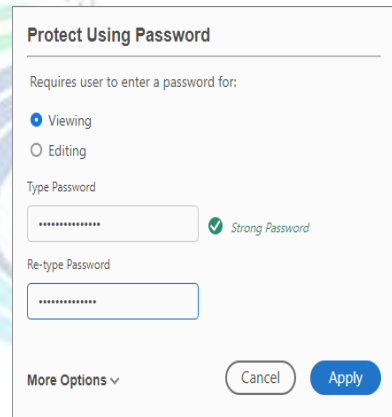 Protect Using Password
Requires user to enter a password for:
Viewing
Editing
Type Password
•••••••••••••••
Strong Password
Re-type Password
••••••••••••••
More Options
Cancel Apply